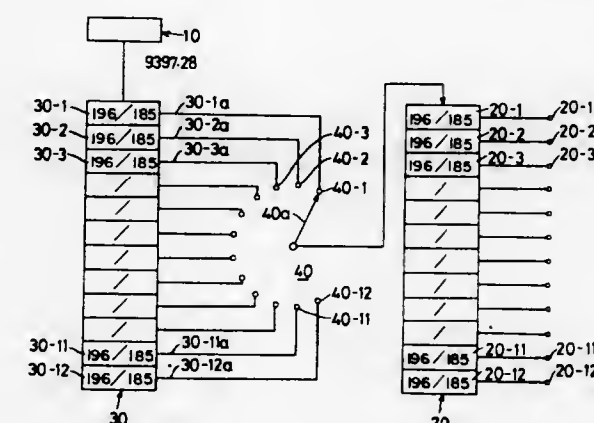 10
9397·28
30-1 196/185 30-1a
30-2 196/185 30-2a
30-3 196/185 30-3a
40-3
40-2
40-1
40a
40
40-12
40-11
30-11 196/185 30-11a
30-12 196/185 30-12a
30
196/185 20-1 20-1
196/185 20-2 20-2
196/185 20-3 20-3
196/185 20-11 20-11
196/185 20-12 20-12
20